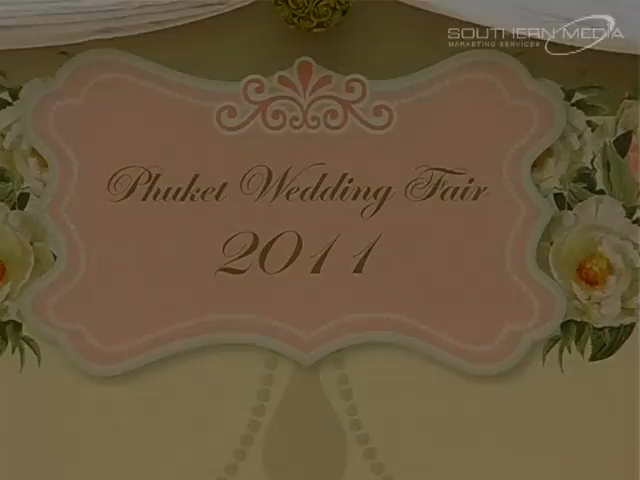 SOUTHERN MEDIA
MARKETING SERVICES
Phuket Wedding Fair
2011